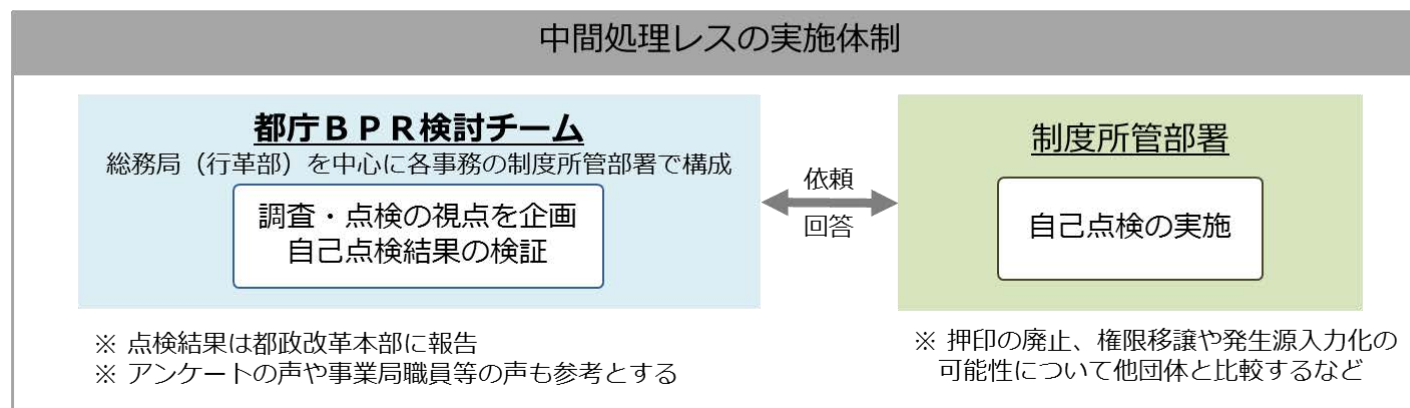 中間処理レスの実施体制
都庁ＢＰＲ検討チーム
総務局（行革部）を中心に各事務の制度所管部署で構成
調査・点検の視点を企画
自己点検結果の検証
依頼
回答
制度所管部署
自己点検の実施
※ 点検結果は都政改革本部に報告
※ アンケートの声や事業局職員等の声も参考とする
※ 押印の廃止、権限移譲や発生源入力化の
可能性について他団体と比較するなど